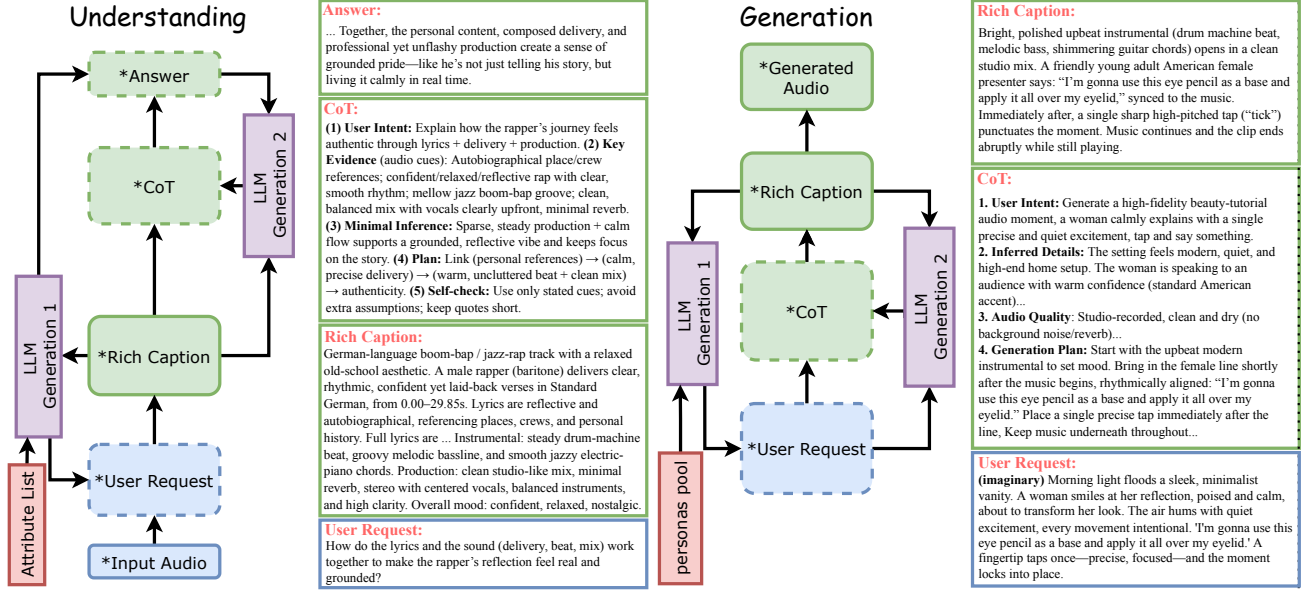 Understanding
*Answer
*CoT
LLM
Generation 2
LLM
Generation 1
*Rich Caption
*User Request
Attribute List
*Input Audio
Answer:
... Together, the personal content, composed delivery, and
professional yet unflashy production create a sense of
grounded pride—like he's not just telling his story, but
living it calmly in real time.
CoT:
(1) User Intent: Explain how the rapper's journey feels
authentic through lyrics + delivery + production. (2) Key
Evidence (audio cues): Autobiographical place/crew
references; confident/relaxed/reflective rap with clear,
smooth rhythm; mellow jazz boom-bap groove; clean,
balanced mix with vocals clearly upfront, minimal reverb.
(3) Minimal Inference: Sparse, steady production + calm
flow supports a grounded, reflective vibe and keeps focus
on the story. (4) Plan: Link (personal references) → (calm,
precise delivery) → (warm, uncluttered beat + clean mix)
→ authenticity. (5) Self-check: Use only stated cues; avoid
extra assumptions; keep quotes short.
Rich Caption:
German-language boom-bap / jazz-rap track with a relaxed
old-school aesthetic. A male rapper (baritone) delivers clear,
rhythmic, confident yet laid-back verses in Standard
German, from 0.00–29.85s. Lyrics are reflective and
autobiographical, referencing places, crews, and personal
history. Full lyrics are ... Instrumental: steady drum-machine
beat, groovy melodic bassline, and smooth jazzy electric-
piano chords. Production: clean studio-like mix, minimal
reverb, stereo with centered vocals, balanced instruments,
and high clarity. Overall mood: confident, relaxed, nostalgic.
User Request:
How do the lyrics and the sound (delivery, beat, mix) work
together to make the rapper's reflection feel real and
grounded?
Generation
*Generated
Audio
*Rich Caption
LLM
Generation 1
*CoT
LLM
Generation 2
*User Request
personas pool
Rich Caption:
Bright, polished upbeat instrumental (drum machine beat,
melodic bass, shimmering guitar chords) opens in a clean
studio mix. A friendly young adult American female
presenter says: “I'm gonna use this eye pencil as a base and
apply it all over my eyelid,” synced to the music.
Immediately after, a single sharp high-pitched tap (“tick”)
punctuates the moment. Music continues and the clip ends
abruptly while still playing.
CoT:
1. User Intent: Generate a high-fidelity beauty-tutorial
audio moment, a woman calmly explains with a single
precise and quiet excitement, tap and say something.
2. Inferred Details: The setting feels modern, quiet, and
high-end home setup. The woman is speaking to an
audience with warm confidence (standard American
accent)...
3. Audio Quality: Studio-recorded, clean and dry (no
background noise/reverb)...
4. Generation Plan: Start with the upbeat modern
instrumental to set mood. Bring in the female line shortly
after the music begins, rhythmically aligned: “I'm gonna
use this eye pencil as a base and apply it all over my
eyelid.” Place a single precise tap immediately after the
line, Keep music underneath throughout...
User Request:
(imaginary) Morning light floods a sleek, minimalist
vanity. A woman smiles at her reflection, poised and calm,
about to transform her look. The air hums with quiet
excitement, every movement intentional. 'I'm gonna use this
eye pencil as a base and apply it all over my eyelid.' A
fingertip taps once—precise, focused—and the moment
locks into place.